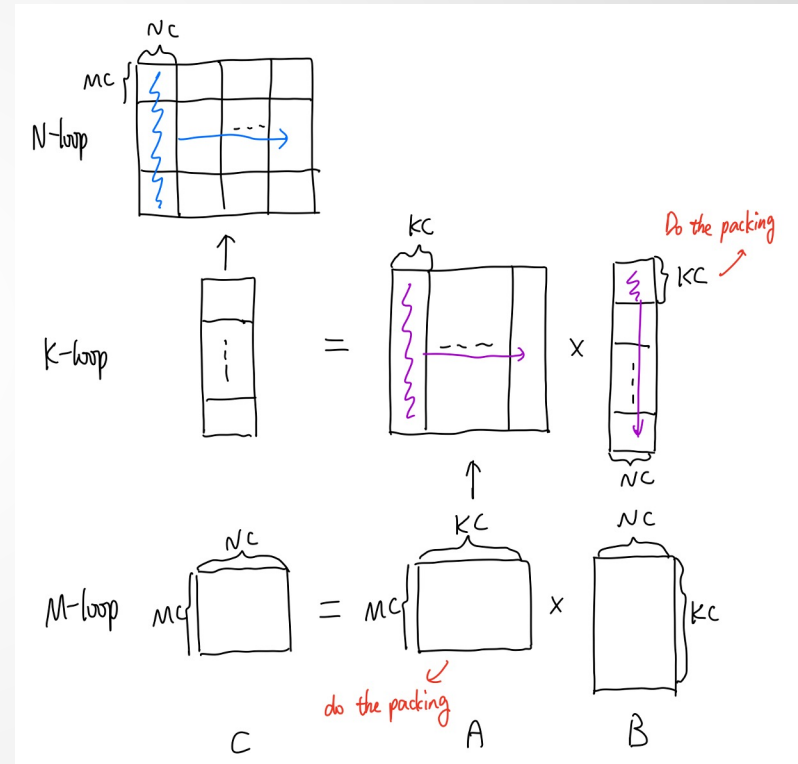 NC
MC
N-loop
KC
Do the packing
KC
K-loop
=
x
NC
KC
NC
NC
M-loop
MC
=
MC
x
KC
do the packing
C
A
B